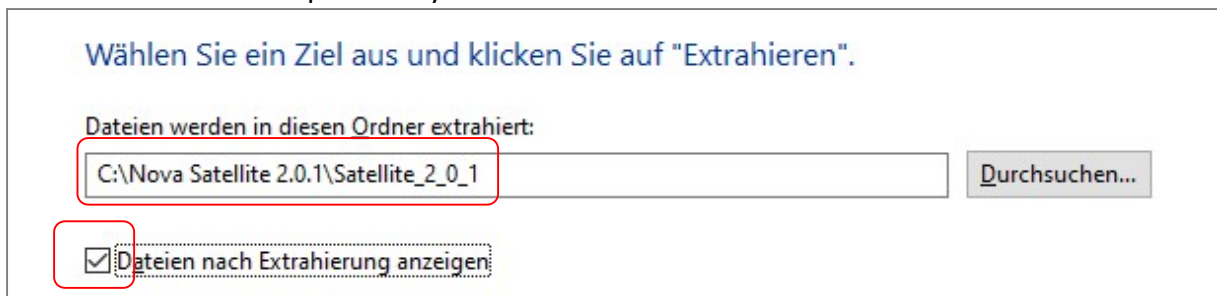 Wählen Sie ein Ziel aus und klicken Sie auf "Extrahieren".
Dateien werden in diesen Ordner extrahiert:
C:\Nova Satellite 2.0.1\Satellite_2_0_1
Durchsuchen...
Dateien nach Extrahierung anzeigen